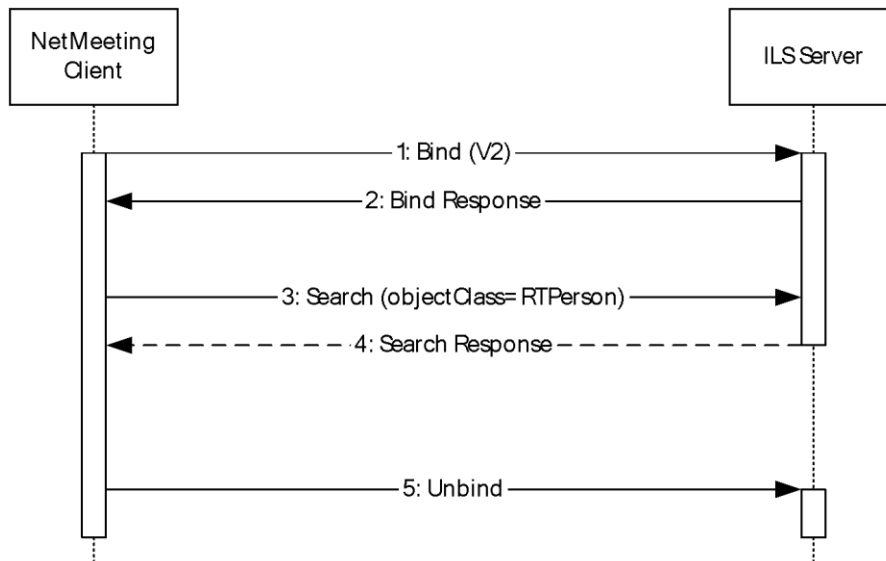 NetMeeting
Client
ILS Server
1: Bind (V2)
2: Bind Response
3: Search (objectClass=RTPerson)
4: Search Response
5: Unbind